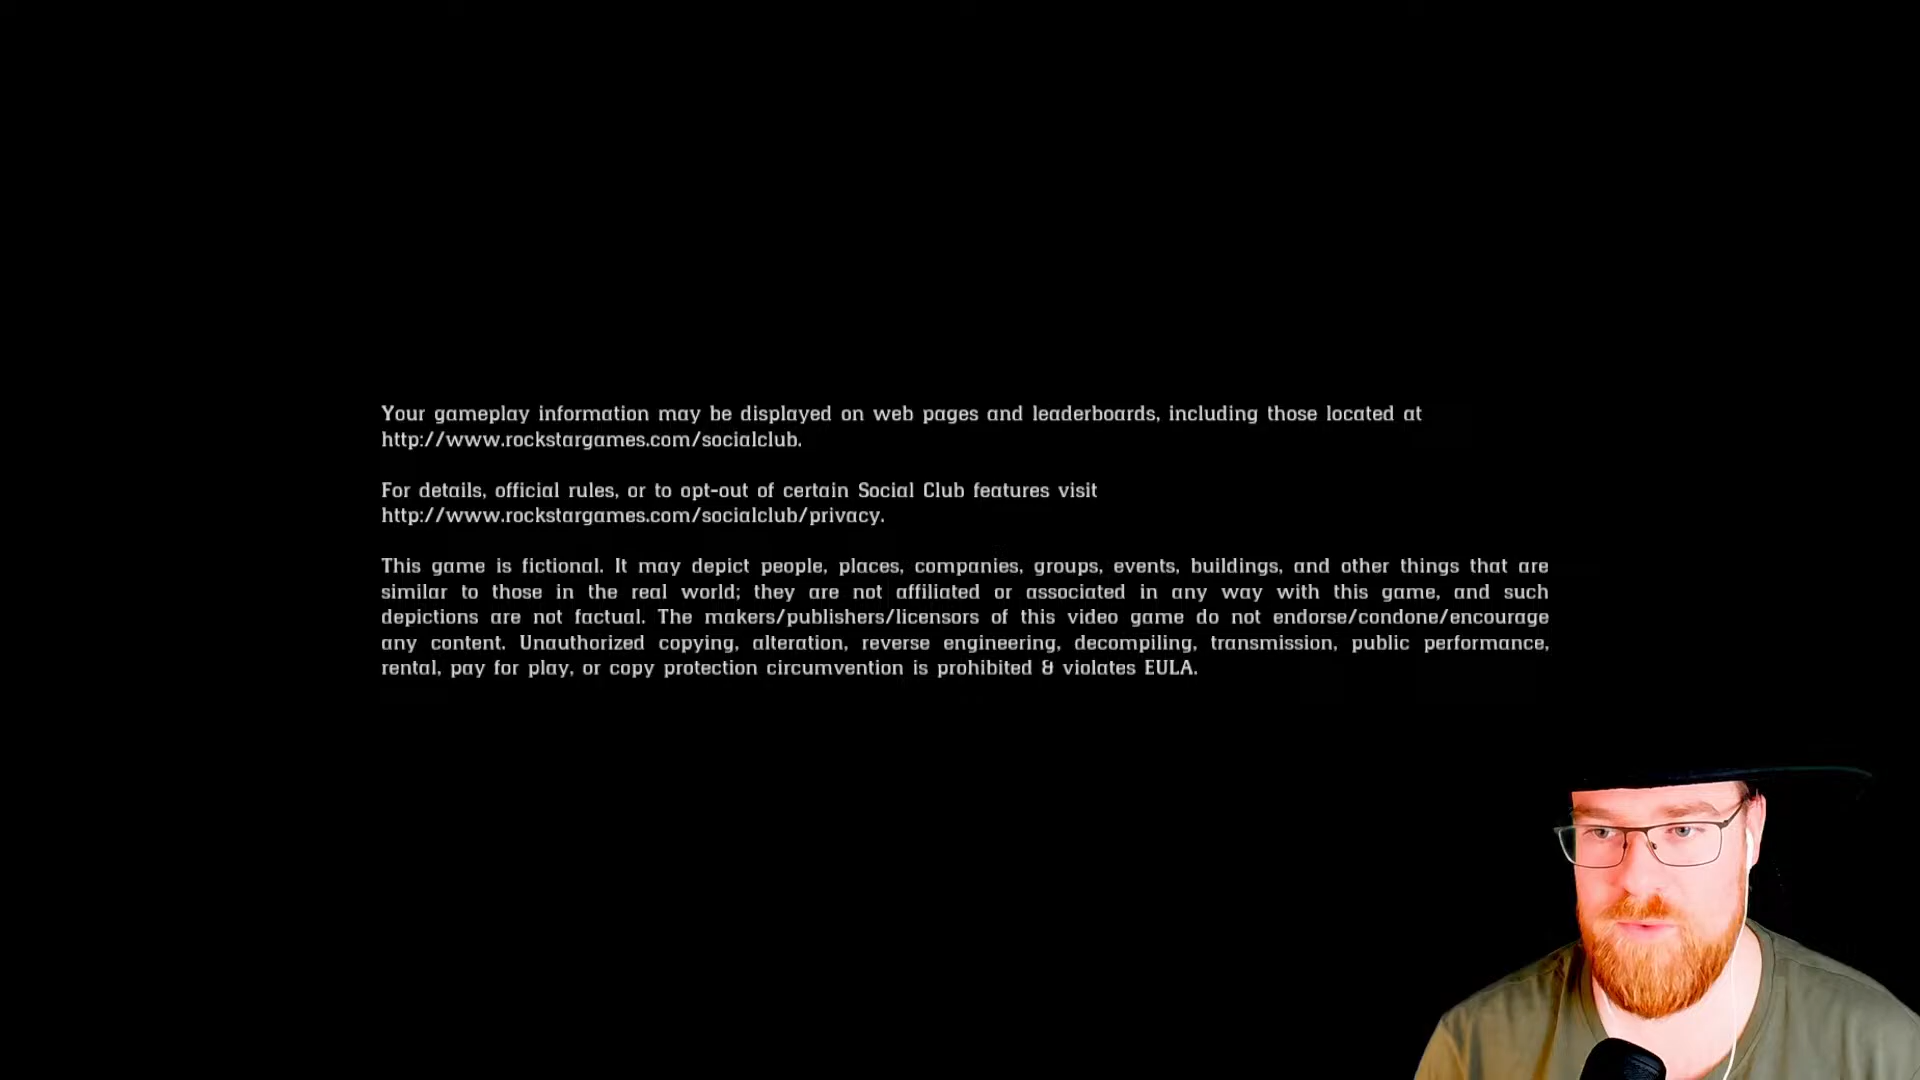 Your gameplay information may be displayed on web pages and leaderboards, including those located at
http://www.rockstargames.com/socialclub.
For details, official rules, or to opt-out of certain Social Club features visit
http://www.rockstargames.com/socialclub/privacy.
This game is fictional. It may depict people, places, companies, groups, events, buildings, and other things that are
similar to those in the real world; they are not affiliated or associated in any way with this game, and such
depictions are not factual. The makers/publishers/licensors of this video game do not endorse/condone/encourage
any content. Unauthorized copying, alteration, reverse engineering, decompiling, transmission, public performance,
rental, pay for play, or copy protection circumvention is prohibited & violates EULA.